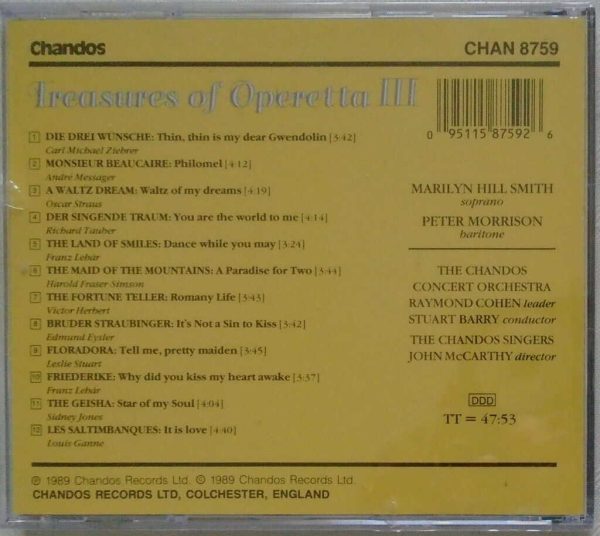 Chandos
CHAN 8759
Treasures of Operetta III
0 95115 87592 6
1 DIE DREI WÜNSCHE: Thin, thin is my dear Gwendolin [3:42]
Carl Michael Ziehrer
2 MONSIEUR BEAUCAIRE: Philomel [4:12]
André Messager
3 A WALTZ DREAM: Waltz of my dreams [4:19]
Oscar Straus
4 DER SINGENDE TRAUM: You are the world to me [4:14]
Richard Tauber
5 THE LAND OF SMILES: Dance while you may [3:24]
Franz Lehár
6 THE MAID OF THE MOUNTAINS: A Paradise for Two [3:44]
Harold Fraser-Simson
7 THE FORTUNE TELLER: Romany Life [3:43]
Victor Herbert
8 BRUDER STRAUBINGER: It's Not a Sin to Kiss [3:42]
Edmund Eysler
9 FLORADORA: Tell me, pretty maiden [3:45]
Leslie Stuart
10 FRIEDERIKE: Why did you kiss my heart awake [3:37]
Franz Lehár
11 THE GEISHA: Star of my Soul [4:04]
Sidney Jones
12 LES SALTIMBANQUES: It is love [4:40]
Louis Ganne
MARILYN HILL SMITH
soprano
PETER MORRISON
baritone
THE CHANDOS
CONCERT ORCHESTRA
RAYMOND COHEN leader
STUART BARRY conductor
THE CHANDOS SINGERS
JOHN McCARTHY director
DDD
TT = 47:53
℗ 1989 Chandos Records Ltd. © 1989 Chandos Records Ltd.
CHANDOS RECORDS LTD, COLCHESTER, ENGLAND